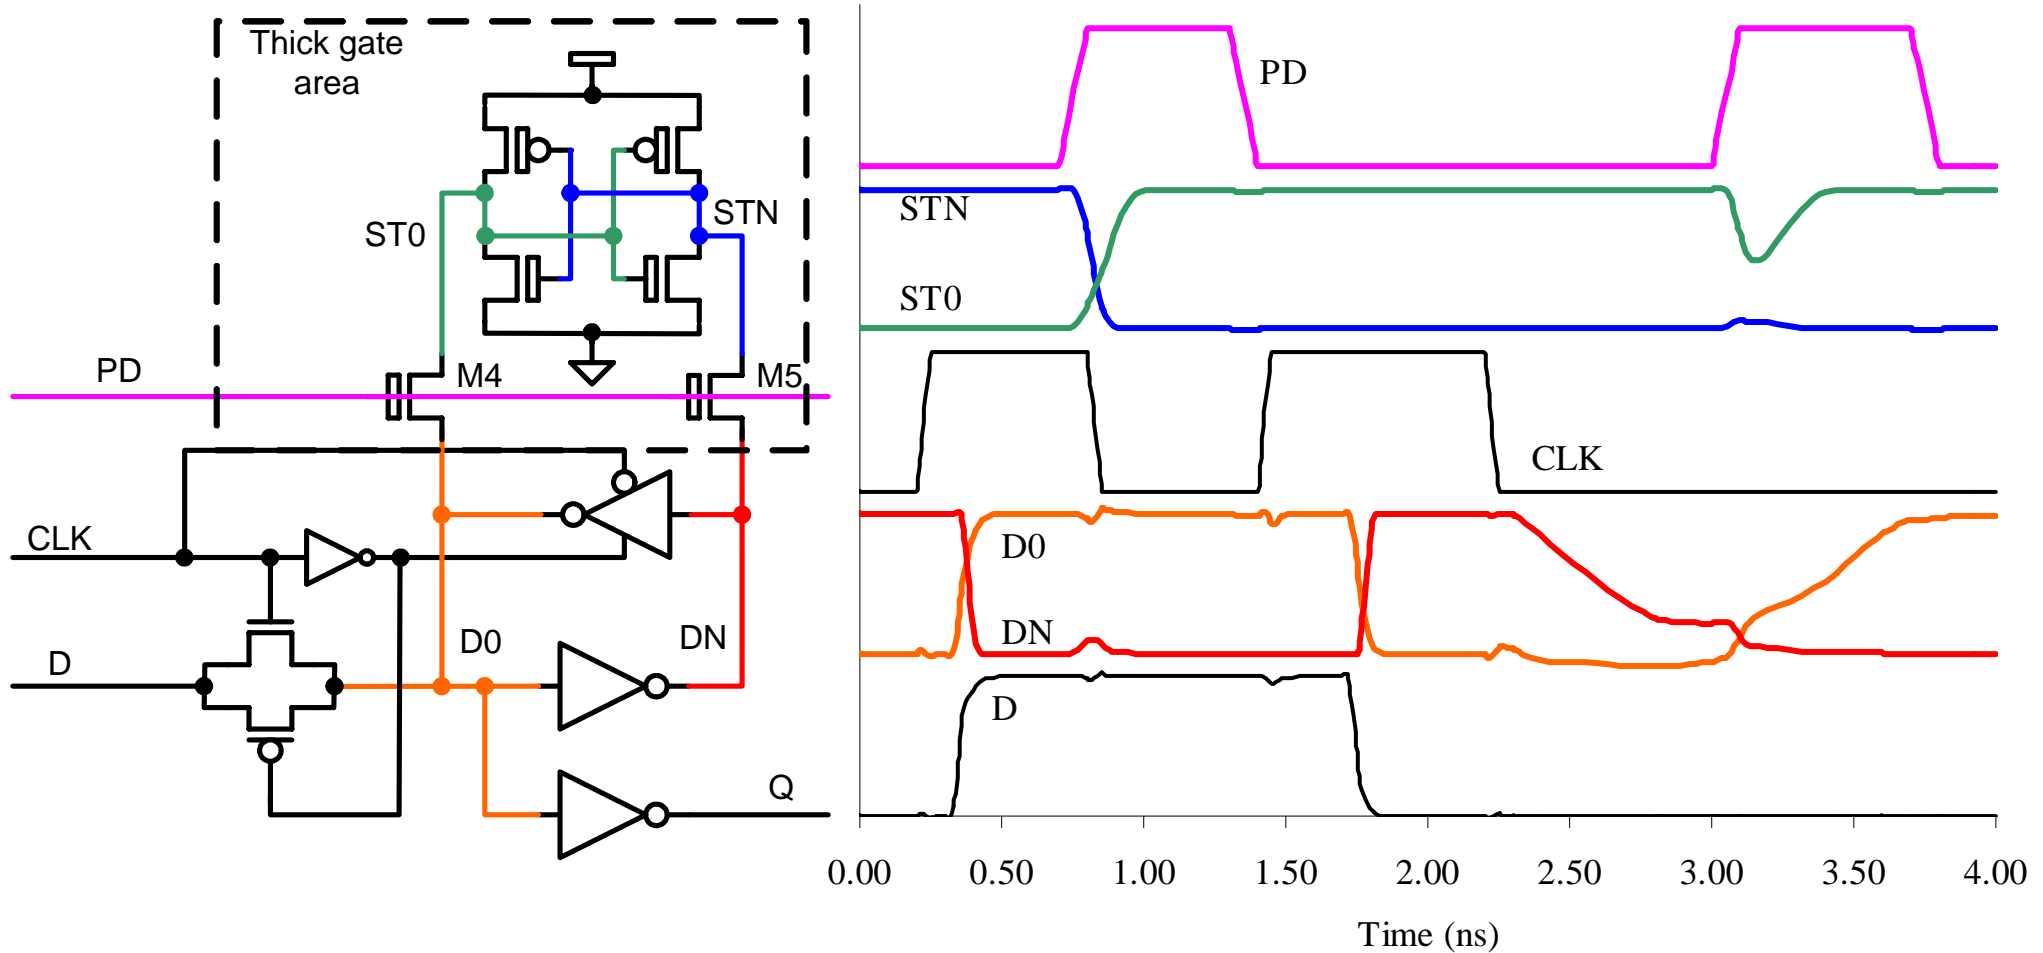 Thick gate
area
ST0
STN
PD
M4
M5
CLK
D
D0
DN
Q
PD
STN
ST0
CLK
D0
DN
D
0.00 0.50 1.00 1.50 2.00 2.50 3.00 3.50 4.00
Time (ns)